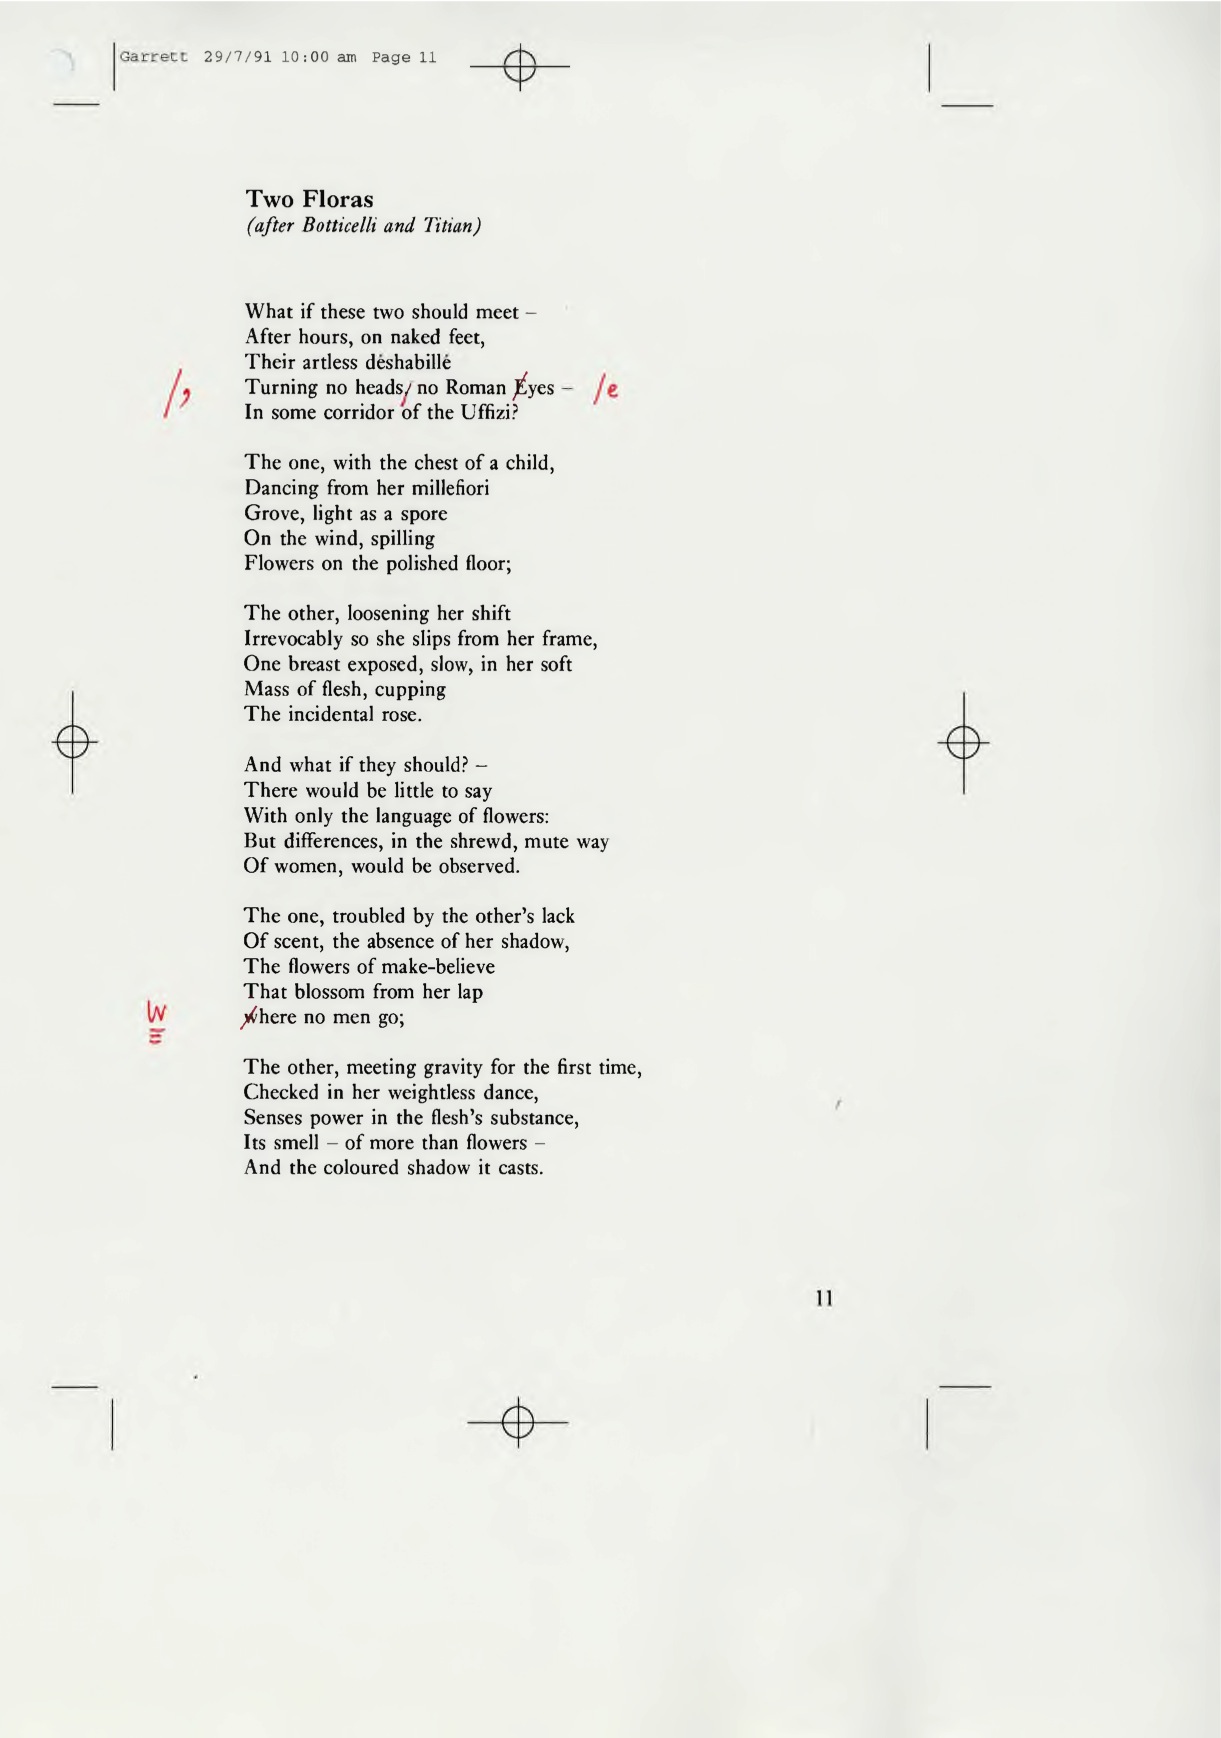 Garrett 29/7/91 10:00 am Page 11
Two Floras
(after Botticelli and Titian)
What if these two should meet –
After hours, on naked feet,
Their artless déshabillé
/, Turning no heads, no Roman Eyes – /e
In some corridor of the Uffizi?
The one, with the chest of a child,
Dancing from her millefiori
Grove, light as a spore
On the wind, spilling
Flowers on the polished floor;
The other, loosening her shift
Irrevocably so she slips from her frame,
One breast exposed, slow, in her soft
Mass of flesh, cupping
The incidental rose.
And what if they should? –
There would be little to say
With only the language of flowers:
But differences, in the shrewd, mute way
Of women, would be observed.
The one, troubled by the other's lack
Of scent, the absence of her shadow,
The flowers of make-believe
That blossom from her lap
W where no men go;
The other, meeting gravity for the first time,
Checked in her weightless dance,
Senses power in the flesh's substance,
Its smell – of more than flowers –
And the coloured shadow it casts.
11